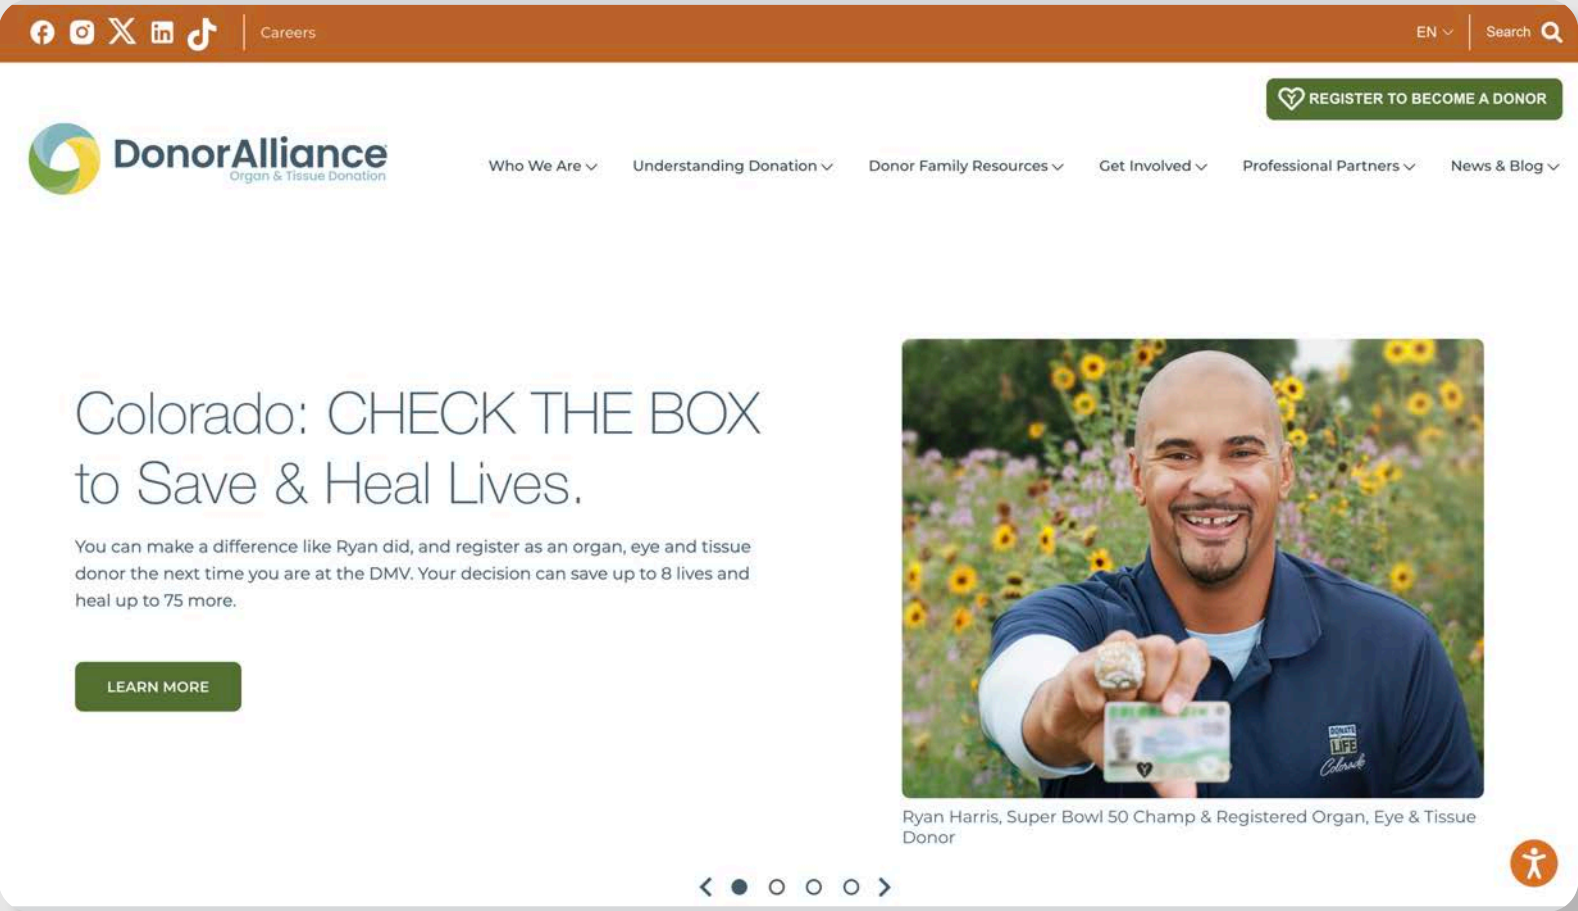 Careers
EN
Search
REGISTER TO BECOME A DONOR
DonorAlliance
Organ & Tissue Donation
Who We Are
Understanding Donation
Donor Family Resources
Get Involved
Professional Partners
News & Blog
Colorado: CHECK THE BOX
to Save & Heal Lives.
You can make a difference like Ryan did, and register as an organ, eye and tissue
donor the next time you are at the DMV. Your decision can save up to 8 lives and
heal up to 75 more.
LEARN MORE
DONATE
LIFE
Colorado
Ryan Harris, Super Bowl 50 Champ & Registered Organ, Eye & Tissue
Donor